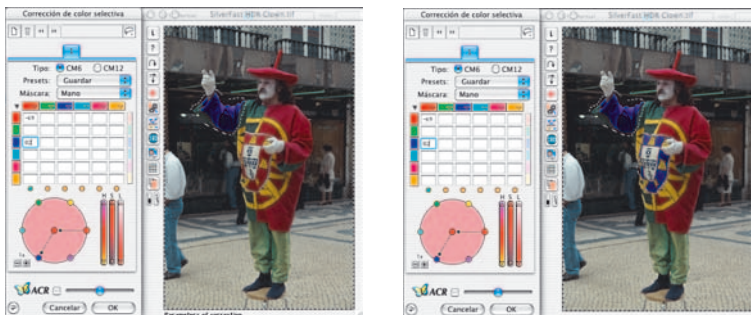 Corrección de color selectiva
SilverFast HDR-Clown.tif
Tipo: CM6 CM12
Presets: Guardar
Máscara: Mano
H S L
ACR
Cancelar OK
Corrección de color selectiva
SilverFast HDR-Clown.tif
Tipo: CM6 CM12
Presets: Guardar
Máscara: Mano
H S L
ACR
Cancelar OK